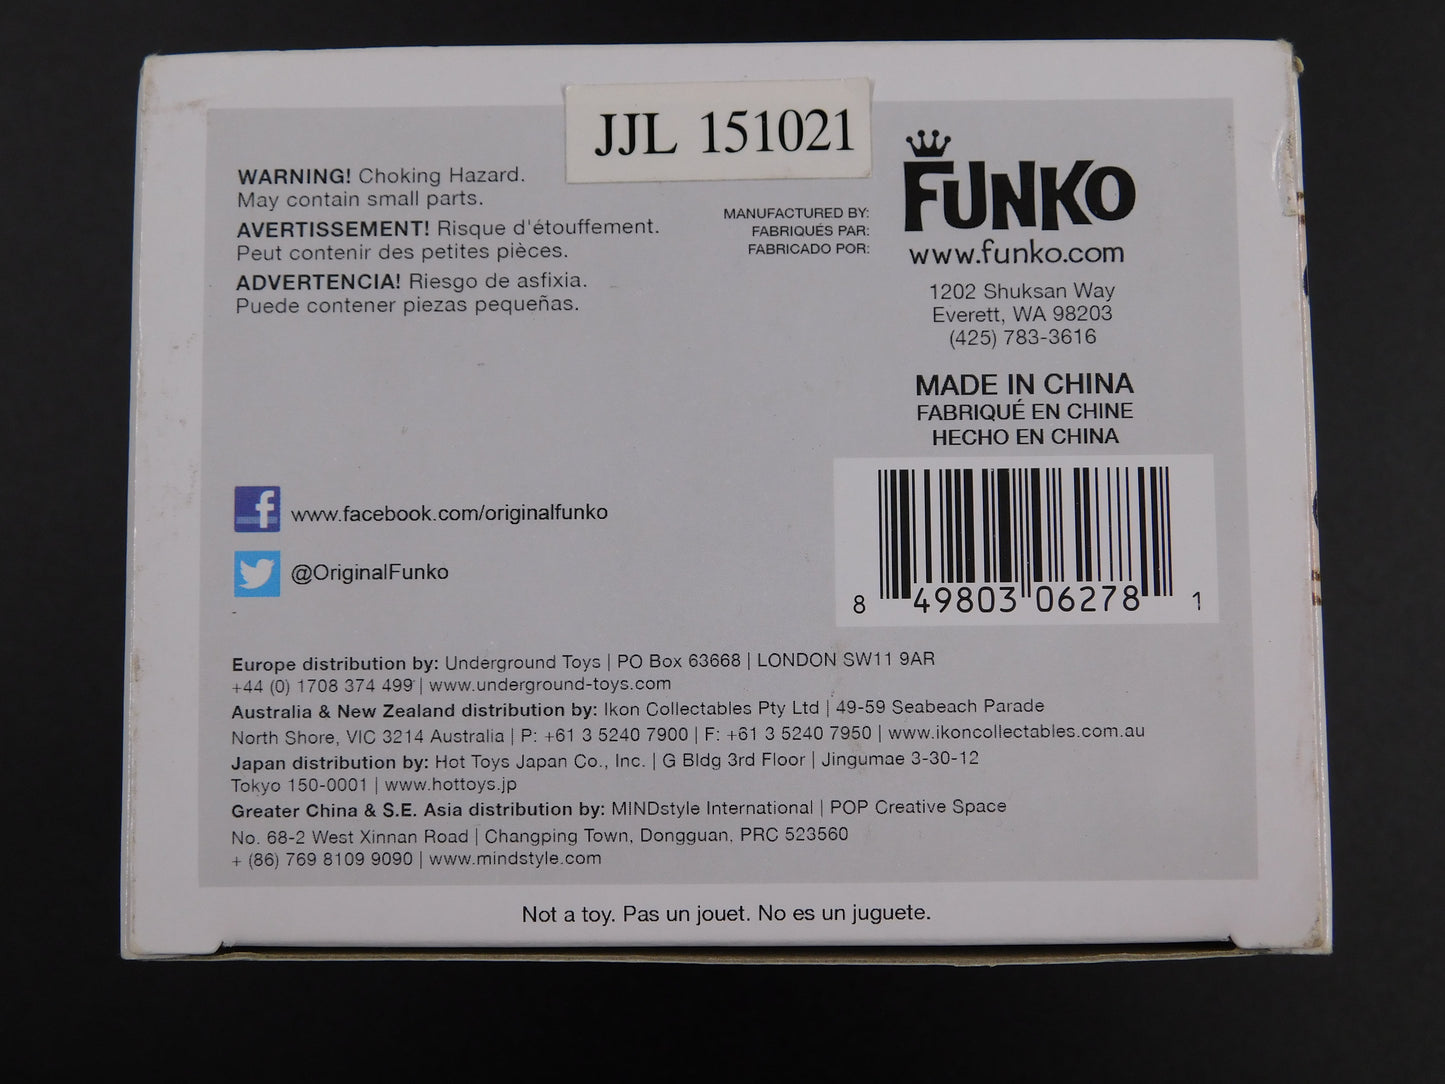 JJL 151021
WARNING! Choking Hazard.
May contain small parts.
AVERTISSEMENT! Risque d'étouffement.
Peut contenir des petites pièces.
ADVERTENCIA! Riesgo de asfixia.
Puede contener piezas pequeñas.
MANUFACTURED BY:
FABRIQUÉS PAR:
FABRICADO POR:
FUNKO
www.funko.com
1202 Shuksan Way
Everett, WA 98203
(425) 783-3616
MADE IN CHINA
FABRIQUÉ EN CHINE
HECHO EN CHINA
f www.facebook.com/originalfunko
@OriginalFunko
8 49803 06278 1
Europe distribution by: Underground Toys | PO Box 63668 | LONDON SW11 9AR
+44 (0) 1708 374 499 | www.underground-toys.com
Australia & New Zealand distribution by: Ikon Collectables Pty Ltd | 49-59 Seabeach Parade
North Shore, VIC 3214 Australia | P: +61 3 5240 7900 | F: +61 3 5240 7950 | www.ikoncollectables.com.au
Japan distribution by: Hot Toys Japan Co., Inc. | G Bldg 3rd Floor | Jingumae 3-30-12
Tokyo 150-0001 | www.hottoys.jp
Greater China & S.E. Asia distribution by: MINDstyle International | POP Creative Space
No. 68-2 West Xinnan Road | Changping Town, Dongguan, PRC 523560
+ (86) 769 8109 9090 | www.mindstyle.com
Not a toy. Pas un jouet. No es un juguete.